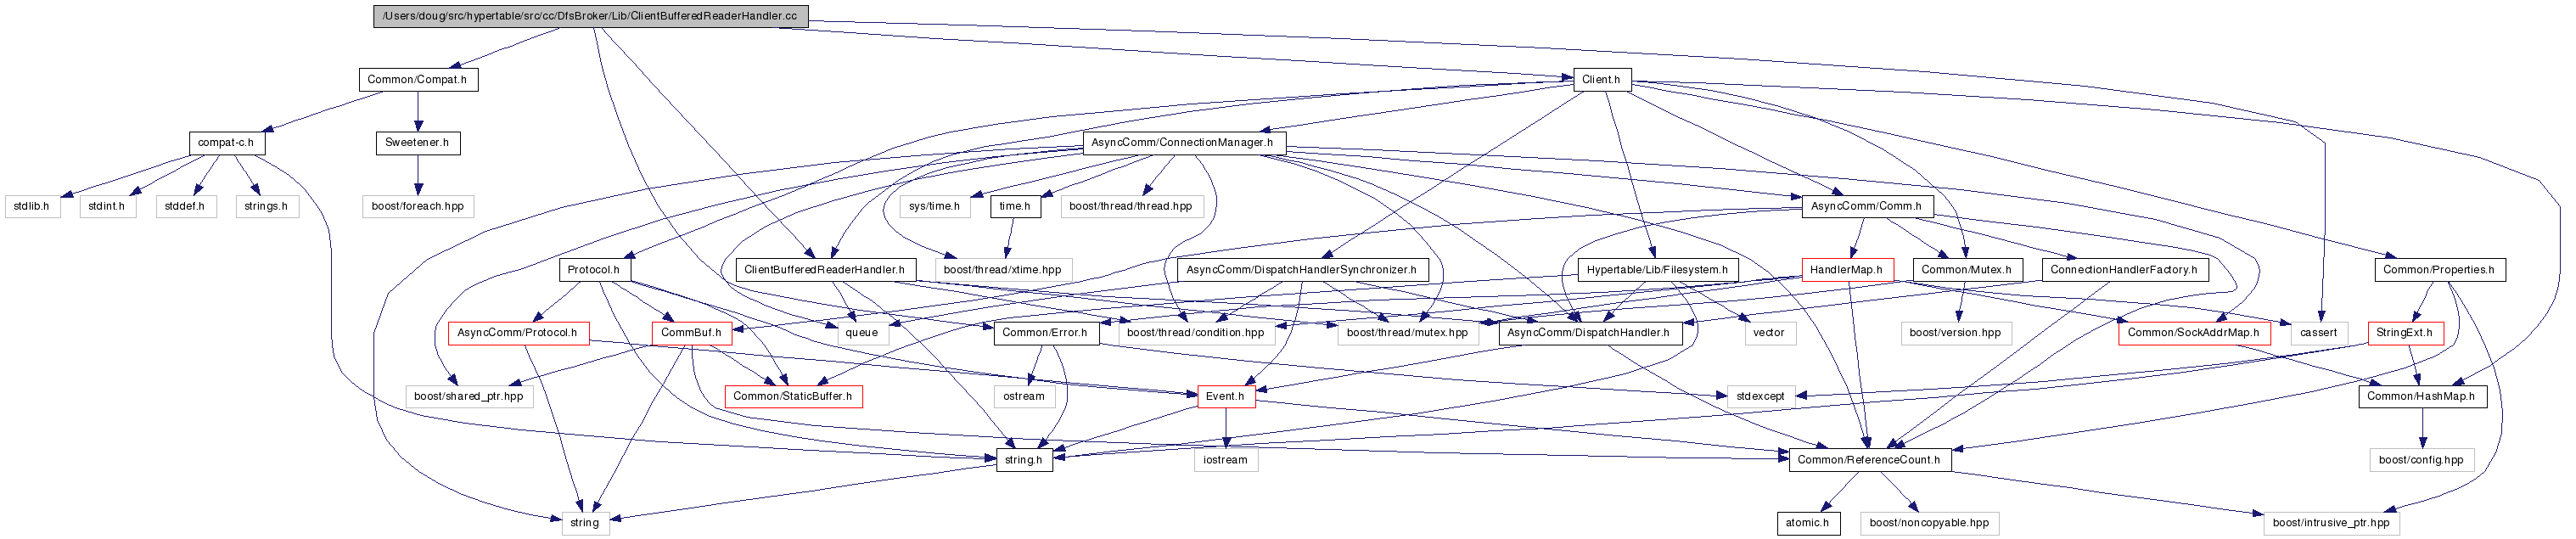 /Users/doug/src/hypertable/src/cc/DfsBroker/Lib/ClientBufferedReaderHandler.cc
Common/Compat.h
Client.h
compat-c.h
Sweetener.h
AsyncComm/ConnectionManager.h
stdlib.h
stdint.h
stddef.h
strings.h
boost/foreach.hpp
sys/time.h
time.h
boost/thread/thread.hpp
AsyncComm/Comm.h
Protocol.h
ClientBufferedReaderHandler.h
boost/thread/xtime.hpp
AsyncComm/DispatchHandlerSynchronizer.h
Hypertable/Lib/Filesystem.h
HandlerMap.h
Common/Mutex.h
ConnectionHandlerFactory.h
Common/Properties.h
AsyncComm/Protocol.h
CommBuf.h
queue
Common/Error.h
boost/thread/condition.hpp
boost/thread/mutex.hpp
AsyncComm/DispatchHandler.h
vector
boost/version.hpp
Common/SockAddrMap.h
cassert
StringExt.h
boost/shared_ptr.hpp
Common/StaticBuffer.h
ostream
Event.h
stdexcept
Common/HashMap.h
string.h
iostream
Common/ReferenceCount.h
boost/config.hpp
string
atomic.h
boost/noncopyable.hpp
boost/intrusive_ptr.hpp